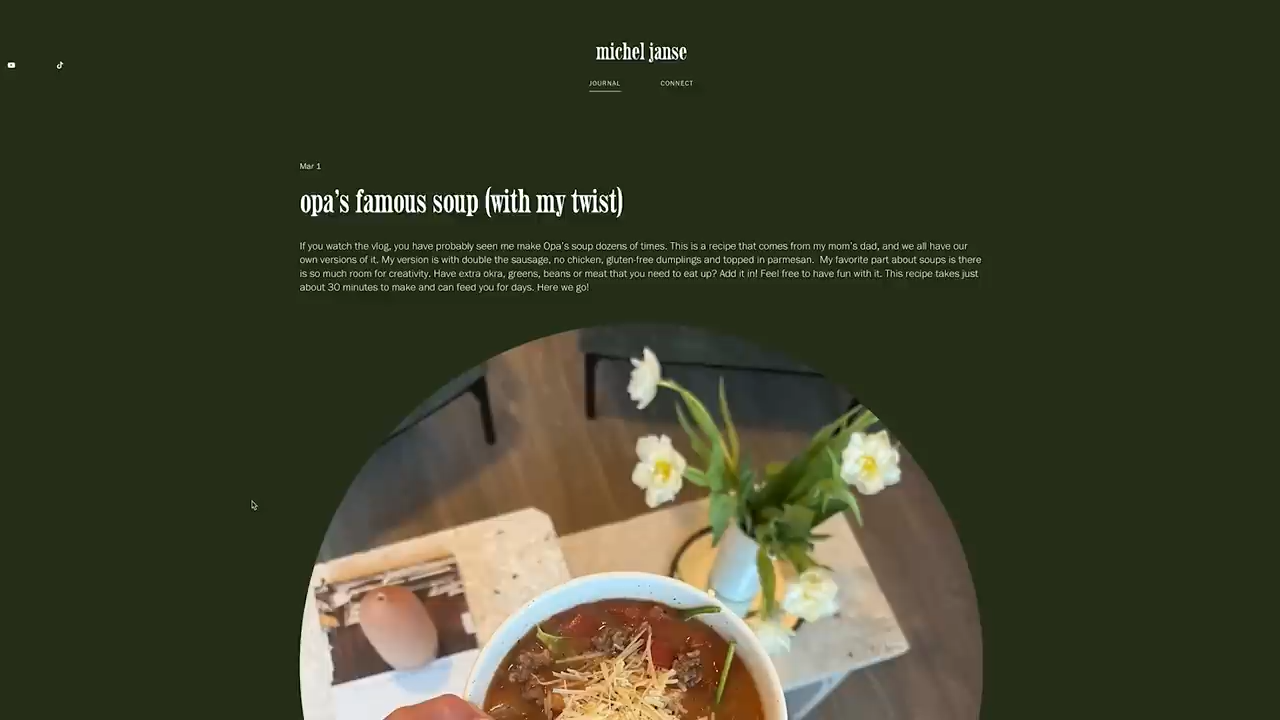 michel janse
JOURNAL CONNECT
Mar 1
opa's famous soup (with my twist)
If you watch the vlog, you have probably seen me make Opa's soup dozens of times. This is a recipe that comes from my mom's dad, and we all have our
own versions of it. My version is with double the sausage, no chicken, gluten-free dumplings and topped in parmesan.  My favorite part about soups is there
is so much room for creativity. Have extra okra, greens, beans or meat that you need to eat up? Add it in! Feel free to have fun with it. This recipe takes just
about 30 minutes to make and can feed you for days. Here we go!